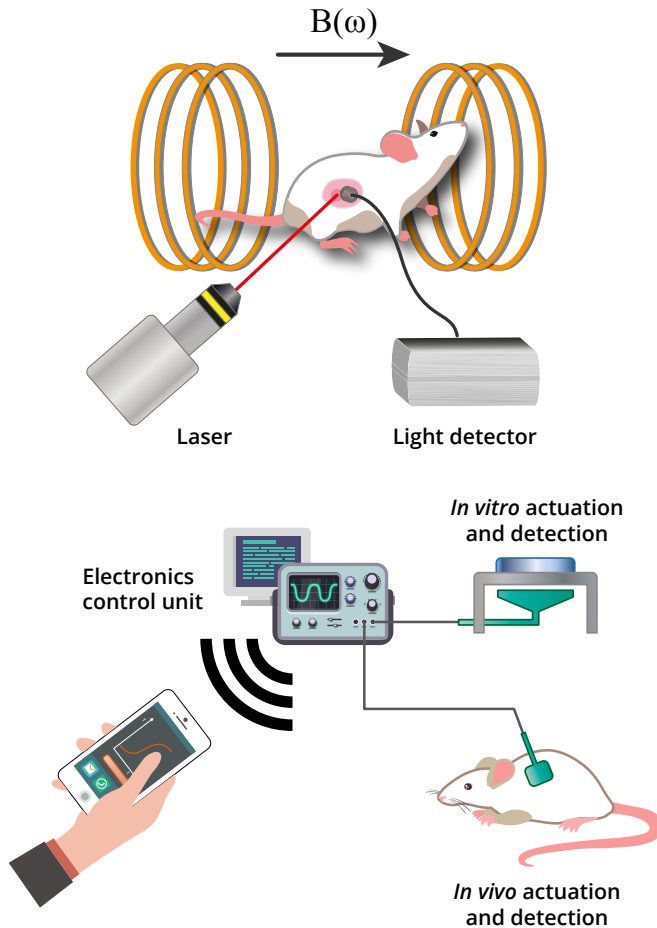 B(ω)
Laser
Light detector
In vitro actuation
and detection
Electronics
control unit
In vivo actuation
and detection